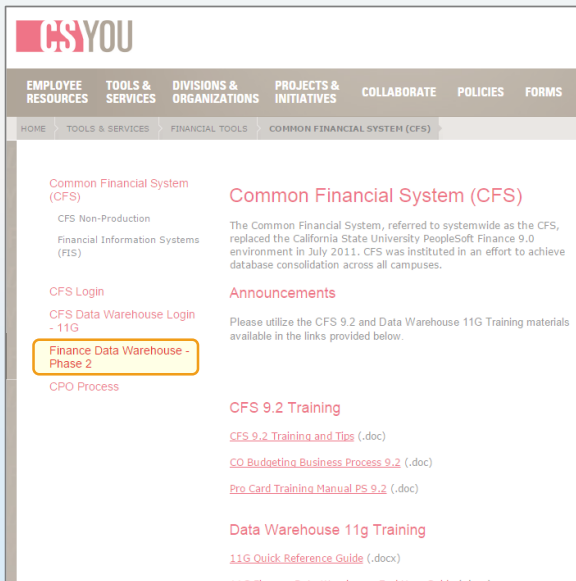 CSYOU
EMPLOYEE RESOURCES
TOOLS & SERVICES
DIVISIONS & ORGANIZATIONS
PROJECTS & INITIATIVES
COLLABORATE
POLICIES
FORMS
HOME TOOLS & SERVICES FINANCIAL TOOLS COMMON FINANCIAL SYSTEM (CFS)
Common Financial System
(CFS)
CFS Non-Production
Financial Information Systems
(FIS)
CFS Login
CFS Data Warehouse Login
- 11G
Finance Data Warehouse -
Phase 2
CPO Process
Common Financial System (CFS)
The Common Financial System, referred to systemwide as the CFS,
replaced the California State University PeopleSoft Finance 9.0
environment in July 2011. CFS was instituted in an effort to achieve
database consolidation across all campuses.
Announcements
Please utilize the CFS 9.2 and Data Warehouse 11G Training materials
available in the links provided below.
CFS 9.2 Training
CFS 9.2 Training and Tips (.doc)
CO Budgeting Business Process 9.2 (.doc)
Pro Card Training Manual PS 9.2 (.doc)
Data Warehouse 11g Training
11G Quick Reference Guide (.docx)